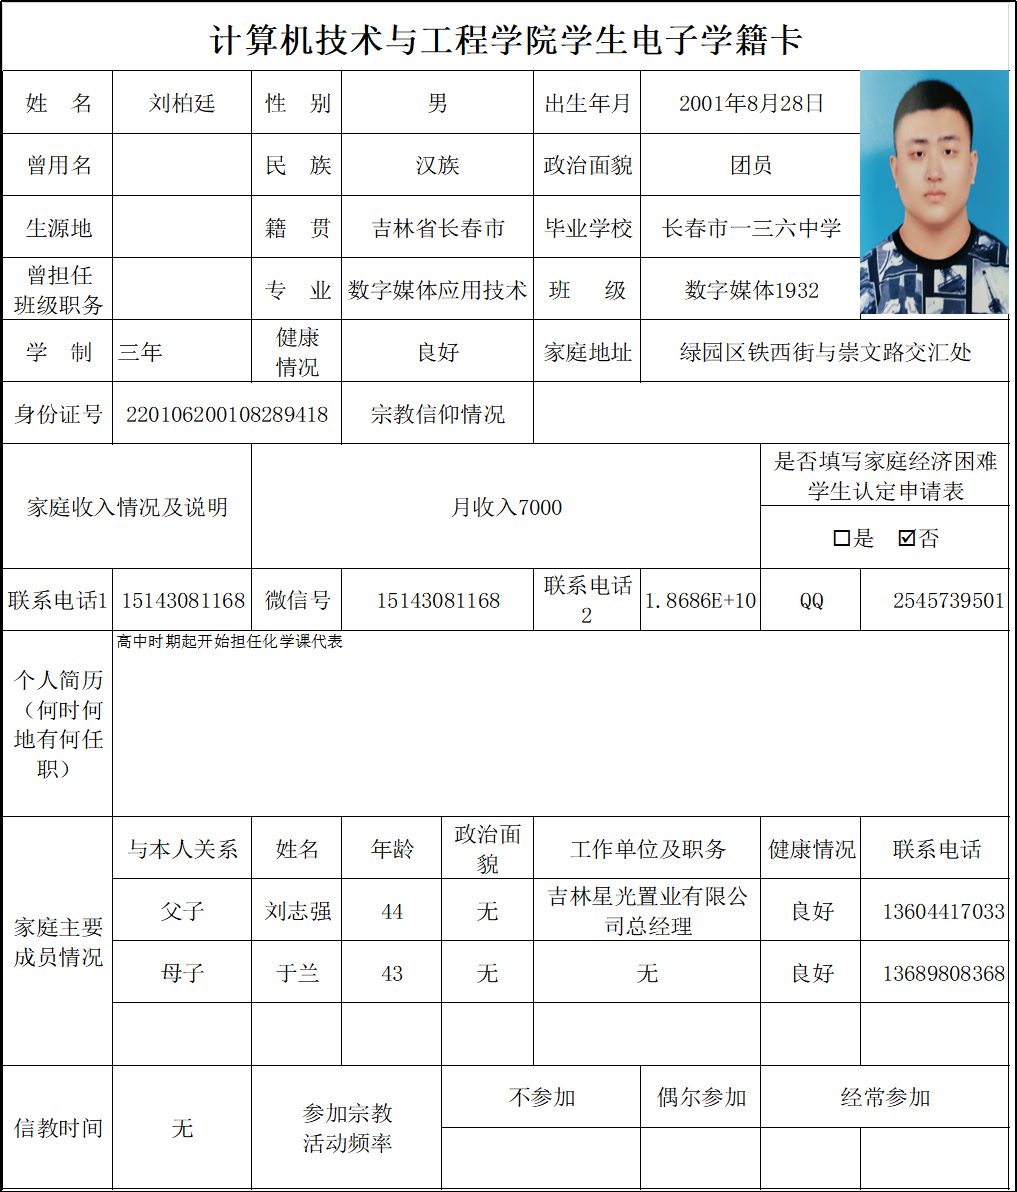 计算机技术与工程学院学生电子学籍卡
姓 名 刘柏廷 性 别 男 出生年月 2001年8月28日
曾用名 民 族 汉族 政治面貌 团员
生源地 籍 贯 吉林省长春市 毕业学校 长春市一三六中学
曾担任
班级职务 专 业 数字媒体应用技术 班 级 数字媒体1932
学 制 三年 健康
情况 良好 家庭地址 绿园区铁西街与崇文路交汇处
身份证号 220106200108289418 宗教信仰情况
家庭收入情况及说明 月收入7000
是否填写家庭经济困难
学生认定申请表
☐是 ☑否
联系电话1 15143081168 微信号 15143081168 联系电话
2 1.8686E+10 QQ 2545739501
个人简历
（何时何
地有何任
职）
高中时期起开始担任化学课代表
家庭主要
成员情况
与本人关系 姓名 年龄 政治面
貌 工作单位及职务 健康情况 联系电话
父子 刘志强 44 无 吉林星光置业有限公
司总经理 良好 13604417033
母子 于兰 43 无 无 良好 13689808368
信教时间 无 参加宗教
活动频率 不参加 偶尔参加 经常参加